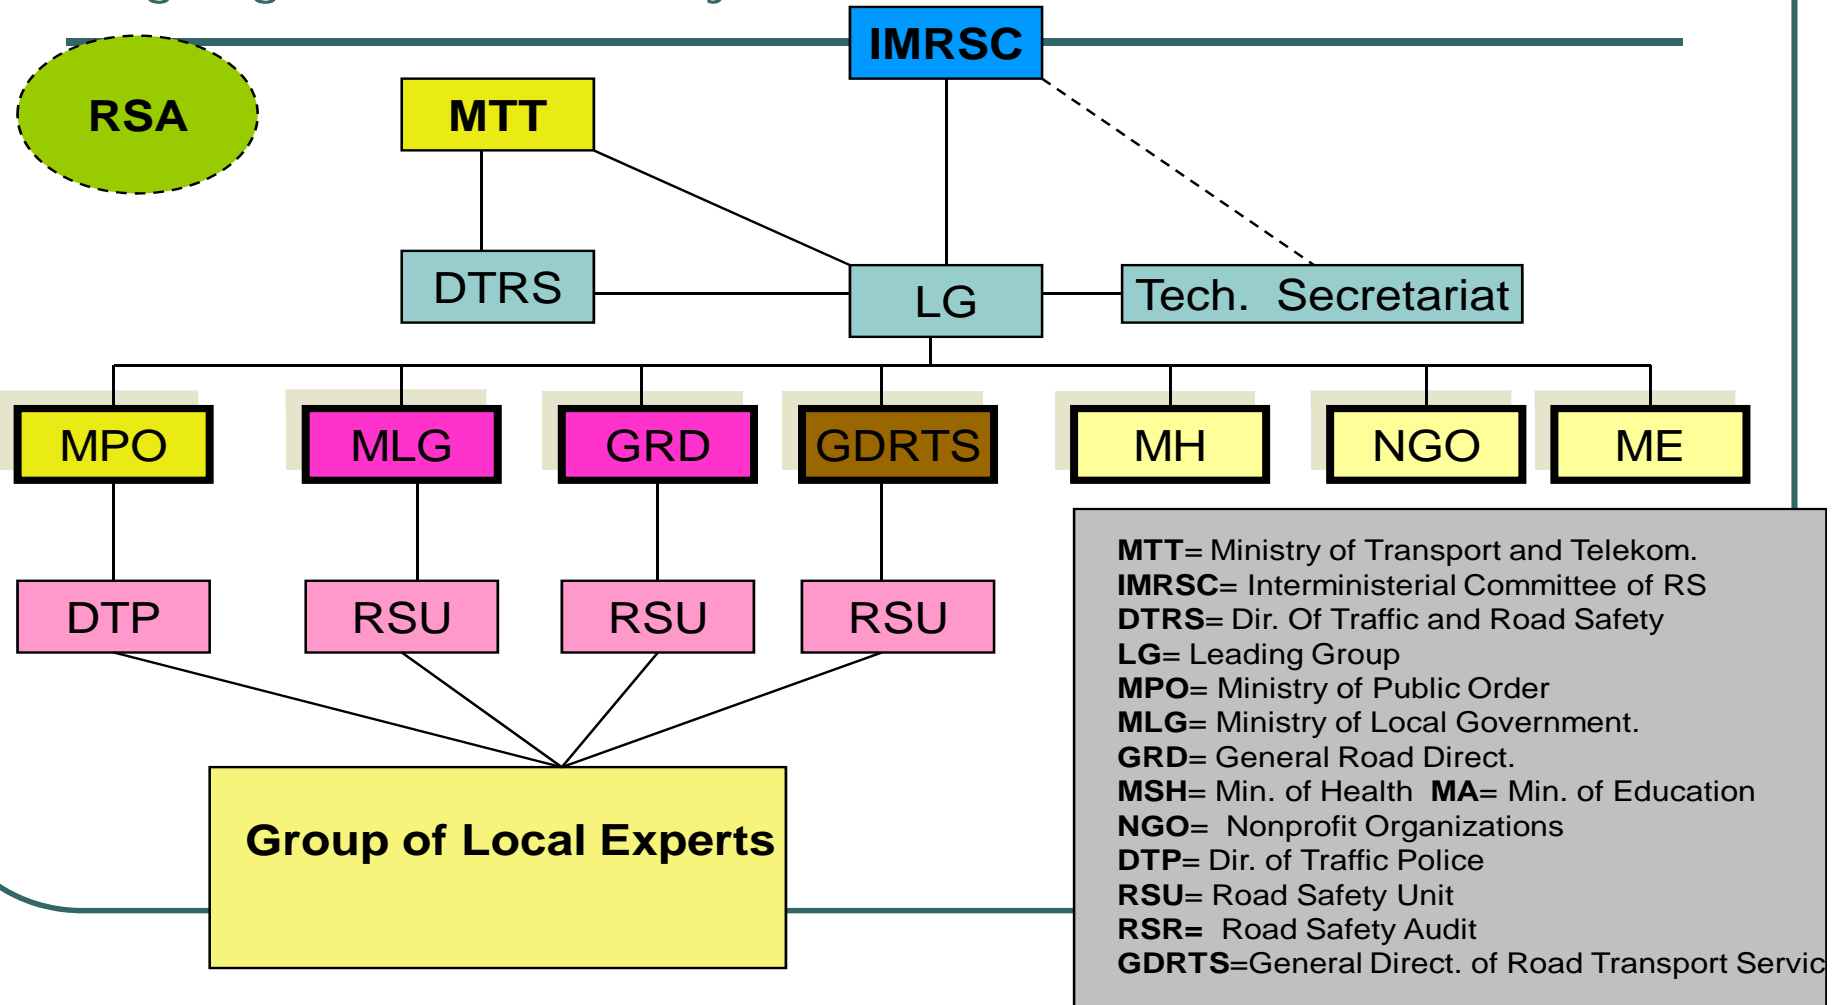 IMRSC
RSA
MTT
DTRS
LG
Tech. Secretariat
MPO
MLG
GRD
GDRTS
MH
NGO
ME
DTP
RSU
RSU
RSU
Group of Local Experts
MTT= Ministry of Transport and Telekom.
IMRSC= Interministerial Committee of RS
DTRS= Dir. Of Traffic and Road Safety
LG= Leading Group
MPO= Ministry of Public Order
MLG= Ministry of Local Government.
GRD= General Road Direct.
MSH= Min. of Health MA= Min. of Education
NGO= Nonprofit Organizations
DTP= Dir. of Traffic Police
RSU= Road Safety Unit
RSR= Road Safety Audit
GDRTS=General Direct. of Road Transport Servic